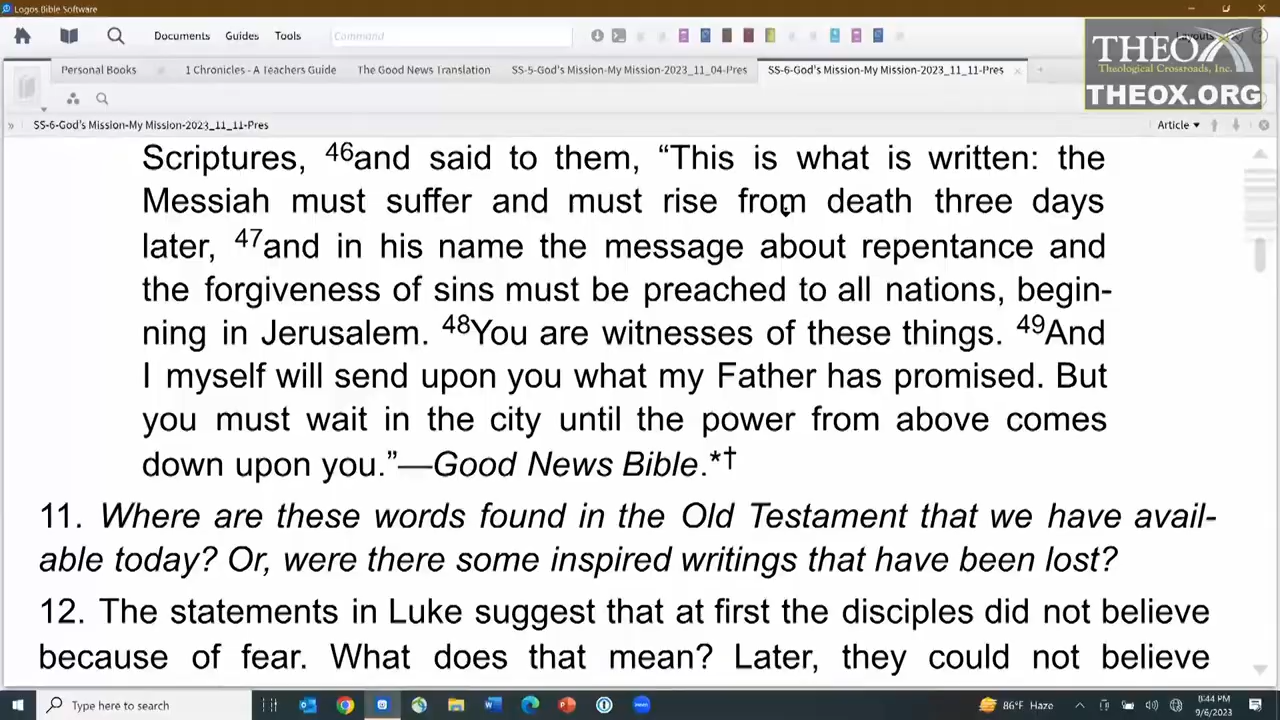 Logos Bible Software
Documents Guides Tools Command
THEOX
Theological Crossroads, Inc.
THEOX.ORG
Personal Books 1 Chronicles - A Teachers Guide The Good News Bible SS-5-God's Mission-My Mission-2023_11_04-Pres SS-6-God's Mission-My Mission-2023_11_11-Pres
SS-6-God's Mission-My Mission-2023_11_11-Pres Article
Scriptures, 46and said to them, “This is what is written: the
Messiah must suffer and must rise from death three days
later, 47and in his name the message about repentance and
the forgiveness of sins must be preached to all nations, begin-
ning in Jerusalem. 48You are witnesses of these things. 49And
I myself will send upon you what my Father has promised. But
you must wait in the city until the power from above comes
down upon you.”—Good News Bible.*†
11. Where are these words found in the Old Testament that we have avail-
able today? Or, were there some inspired writings that have been lost?
12. The statements in Luke suggest that at first the disciples did not believe
because of fear. What does that mean? Later, they could not believe
Type here to search 86°F Haze 8:44 PM
9/6/2023